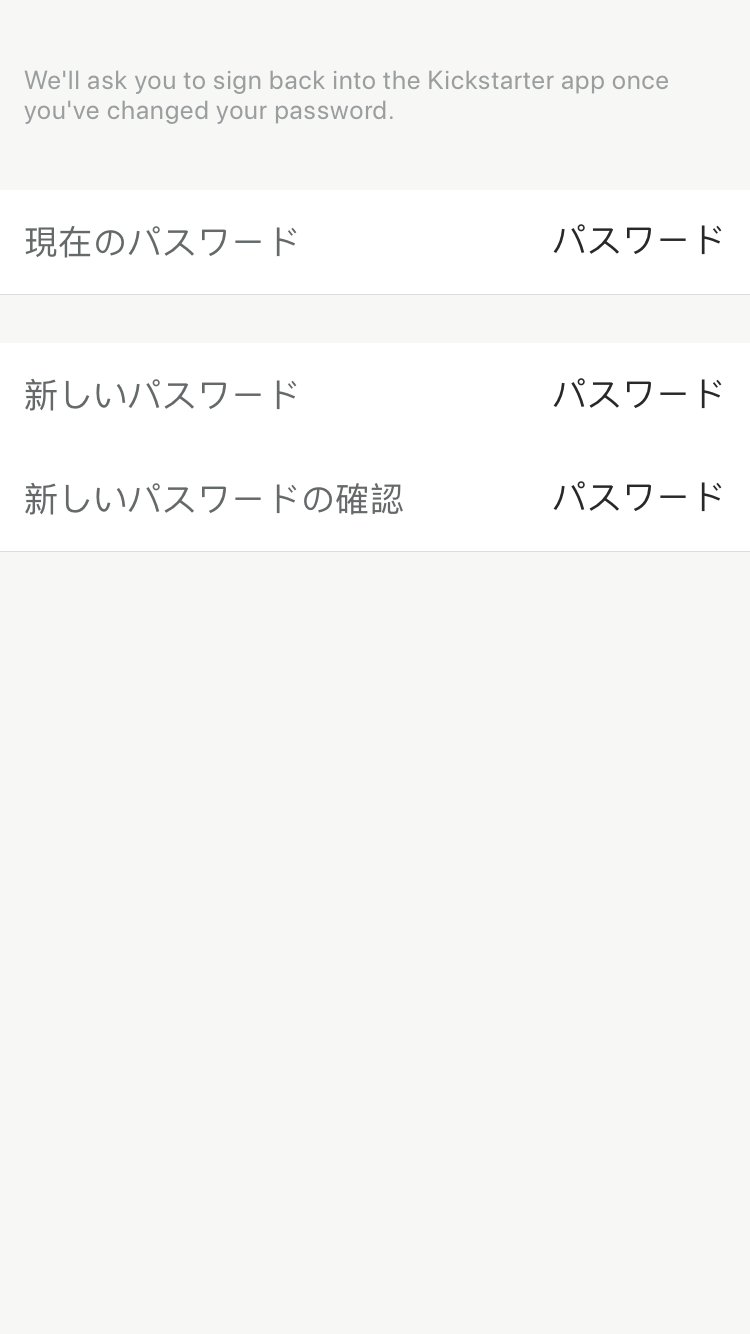 We'll ask you to sign back into the Kickstarter app once
you've changed your password.
現在のパスワード パスワード
新しいパスワード パスワード
新しいパスワードの確認 パスワード